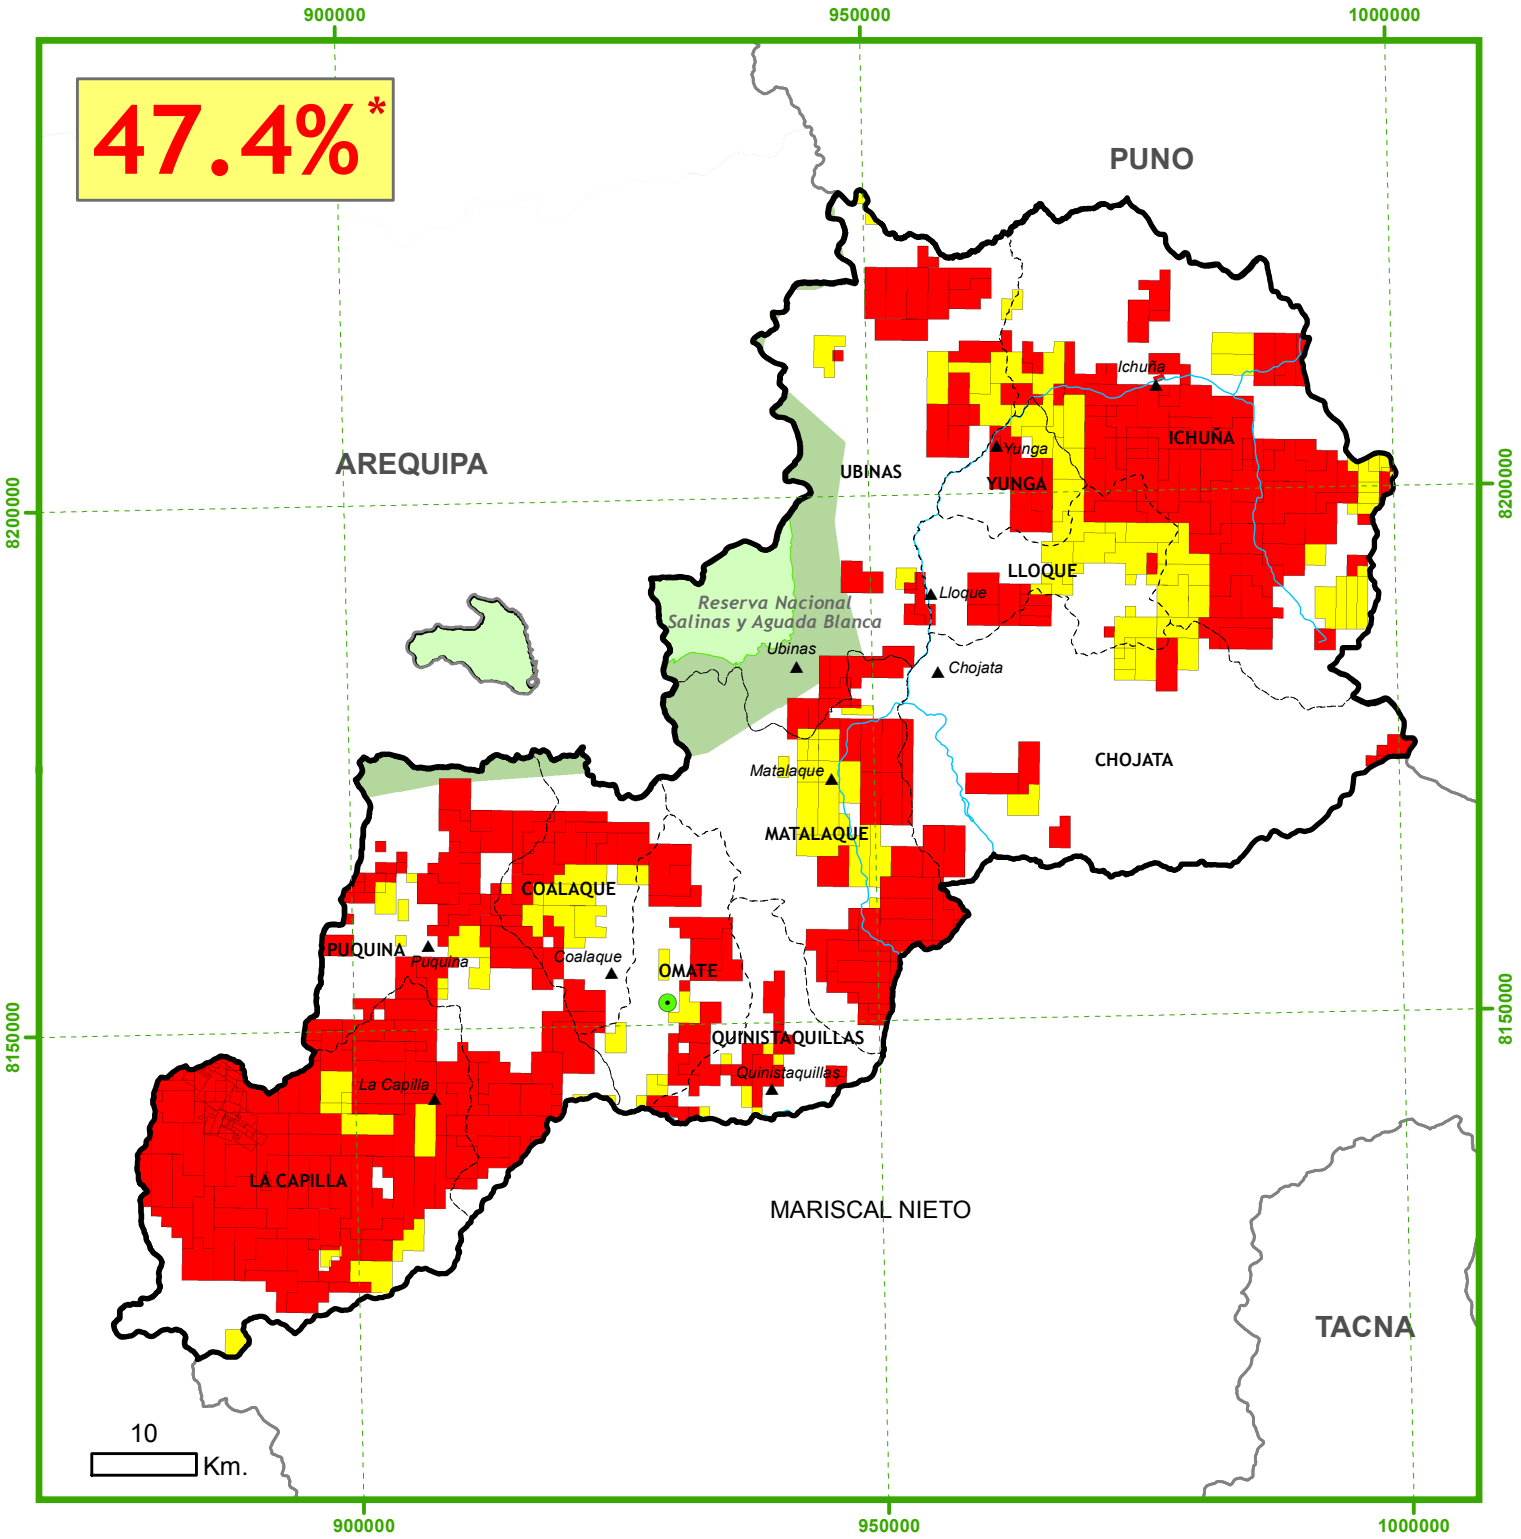 900000
950000
1000000
47.4%*
PUNO
Ichuña
ICHUÑA
AREQUIPA
UBINAS
Yunga
YUNGA
8200000
8200000
LLOQUE
Lloque
Reserva Nacional
Salinas y Aguada Blanca
Ubinas
Chojata
CHOJATA
Matalaque
MATALAQUE
COALAQUE
PUQUINA
Puquina
Coalaque
OMATE
8150000
8150000
QUINISTAQUILLAS
Quinistaquillas
La Capilla
LA CAPILLA
MARISCAL NIETO
TACNA
10
Km.
900000
950000
1000000